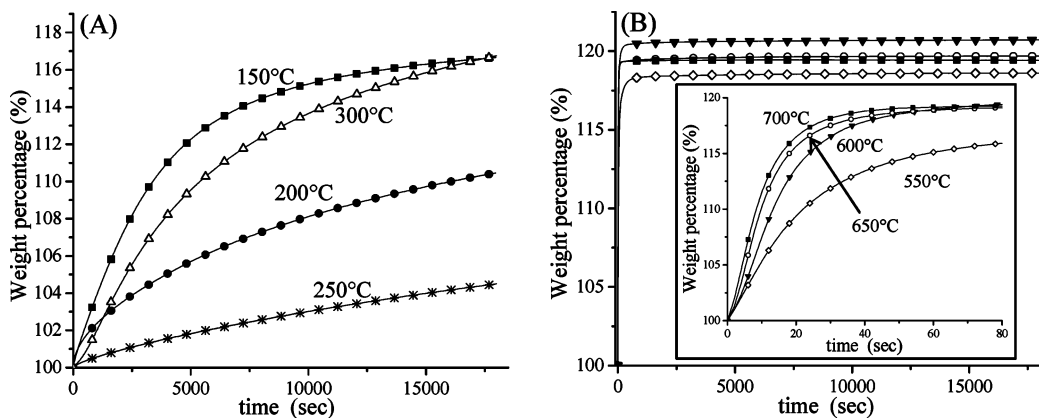 (A)
Weight percentage (%)
118
116
114
112
110
108
106
104
102
100
150°C
300°C
200°C
250°C
0
5000
10000
15000
time (sec)
(B)
Weight percentage (%)
120
115
110
105
100
0
5000
10000
15000
time (sec)
Weight percentage (%)
120
115
110
105
100
700°C
600°C
550°C
650°C
0
20
40
60
80
time (sec)